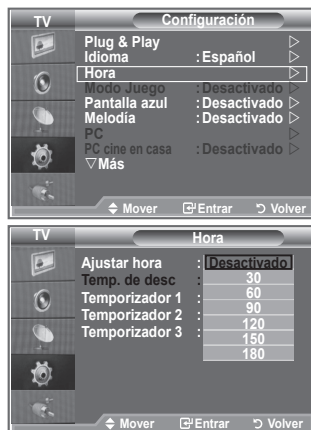 TV Configuración
Plug & Play ▷
Idioma : Español ▷
Hora ▷
Modo Juego : Desactivado ▷
Pantalla azul : Desactivado ▷
Melodía : Desactivado ▷
PC ▷
PC cine en casa : Desactivado ▷
▽Más
Mover Entrar Volver
TV Hora
Ajustar hora : Desactivado
Temp. de desc : 30
Temporizador 1 : 60
90
Temporizador 2 : 120
Temporizador 3 : 150
180
Mover Entrar Volver